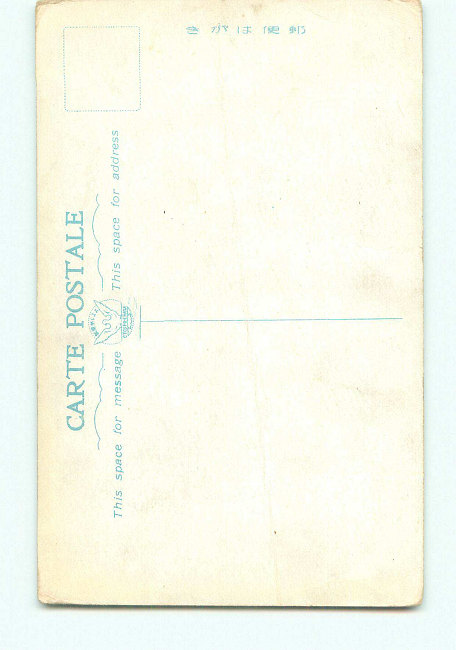 きがは便郵
CARTE POSTALE
This space for message
This space for address